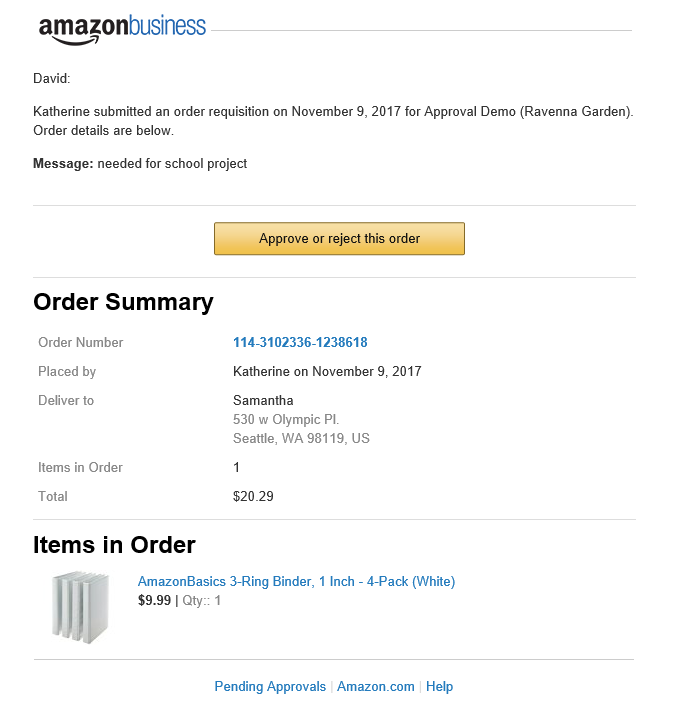 amazonbusiness
David:
Katherine submitted an order requisition on November 9, 2017 for Approval Demo (Ravenna Garden).
Order details are below.
Message: needed for school project
Approve or reject this order
Order Summary
Order Number 114-3102336-1238618
Placed by Katherine on November 9, 2017
Deliver to Samantha
530 w Olympic Pl.
Seattle, WA 98119, US
Items in Order 1
Total $20.29
Items in Order
AmazonBasics 3-Ring Binder, 1 Inch - 4-Pack (White)
$9.99 | Qty:: 1
Pending Approvals | Amazon.com | Help